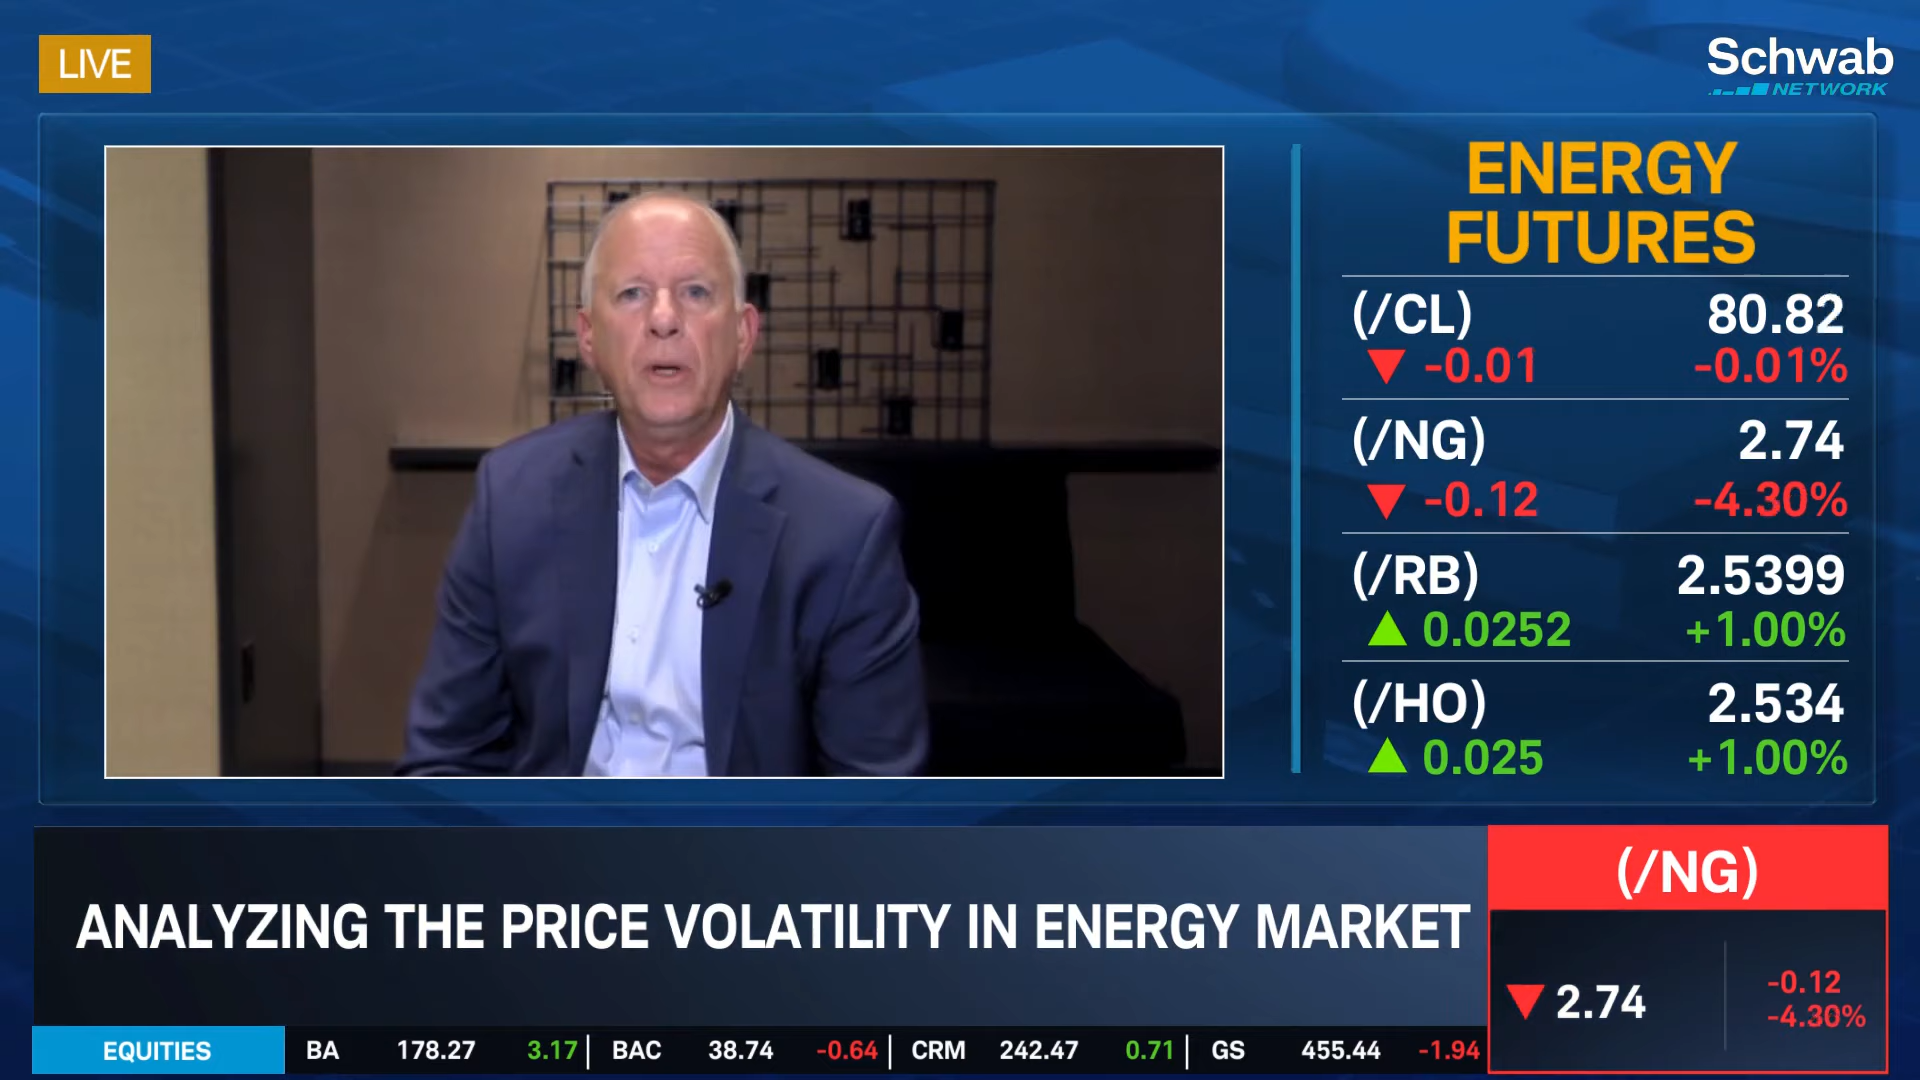 LIVE
Schwab
NETWORK
ENERGY
FUTURES
(/CL) 80.82
▼ -0.01 -0.01%
(/NG) 2.74
▼ -0.12 -4.30%
(/RB) 2.5399
▲ 0.0252 +1.00%
(/HO) 2.534
▲ 0.025 +1.00%
ANALYZING THE PRICE VOLATILITY IN ENERGY MARKET
(/NG)
▼ 2.74
-0.12
-4.30%
EQUITIES BA 178.27 3.17 | BAC 38.74 -0.64 | CRM 242.47 0.71 | GS 455.44 -1.94